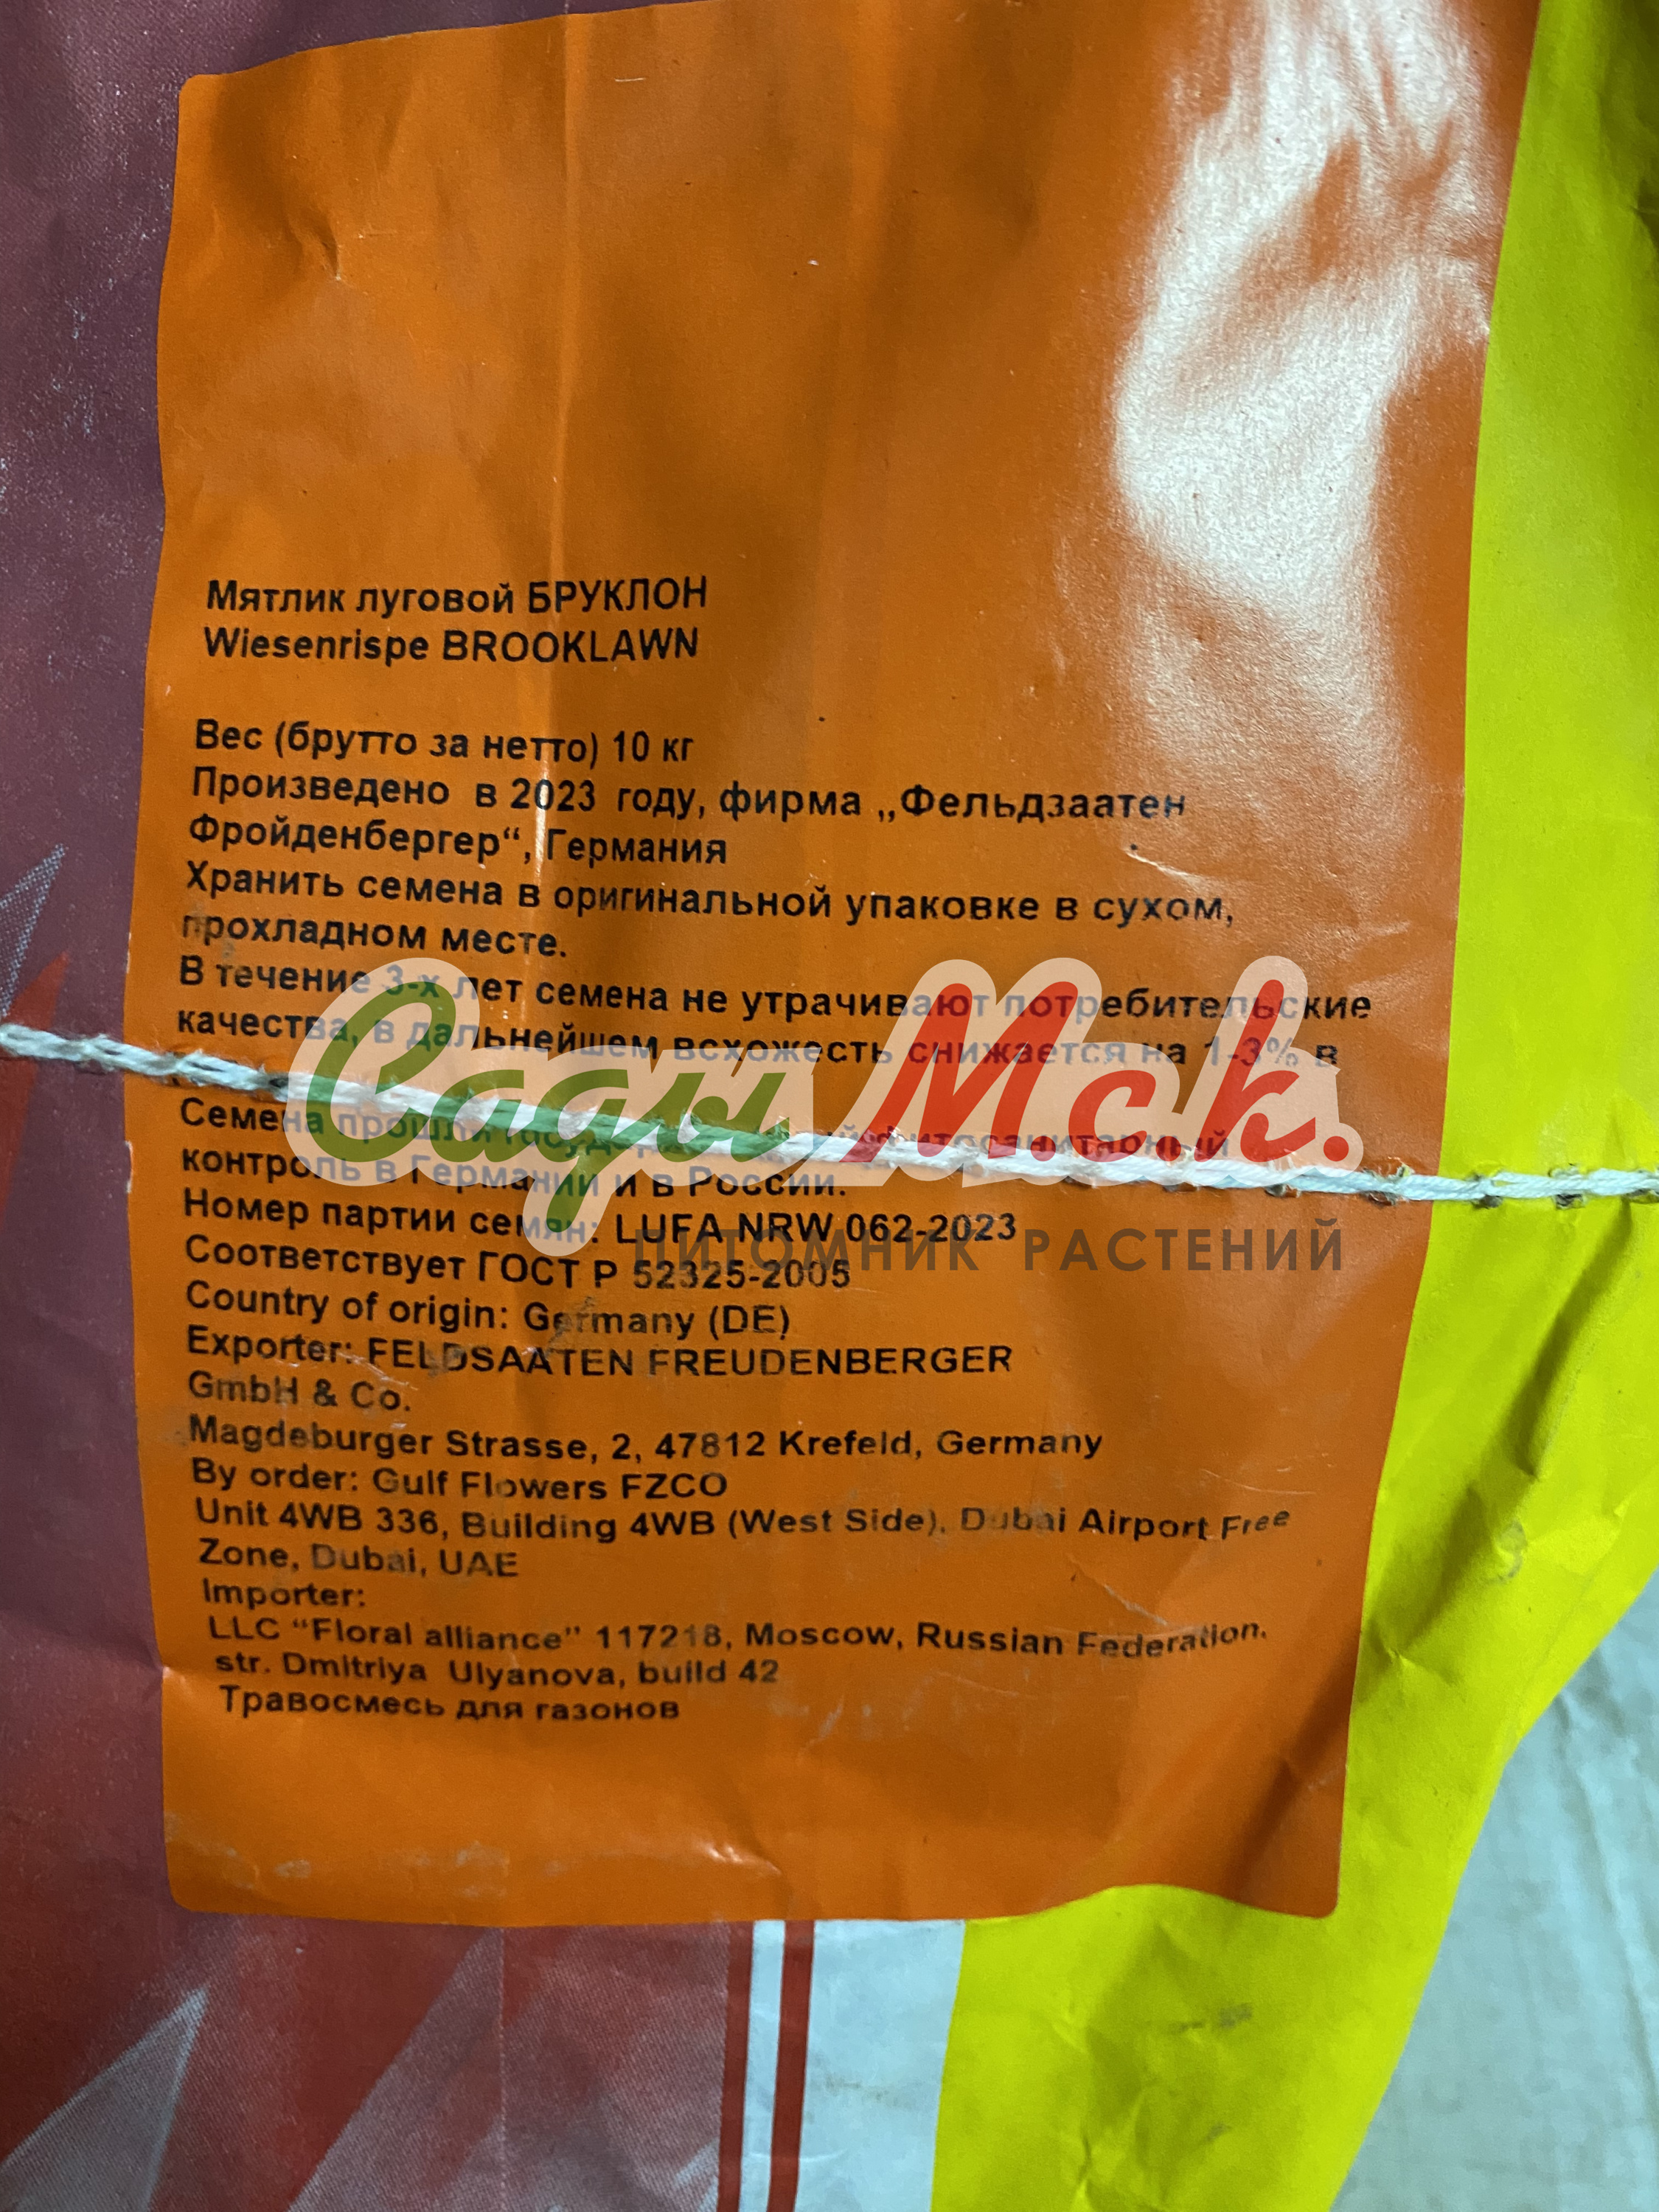 Мятлик луговой БРУКЛОН
Wiesenrispe BROOKLAWN
Вес (брутто за нетто) 10 кг
Произведено в 2023 году, фирма „Фельдзаатен
Фройденбергер“, Германия
Хранить семена в оригинальной упаковке в сухом,
прохладном месте.
В течение 3-х лет семена не утрачивают потребительские
качества, в дальнейшем всхожесть снижается на 1-3% в
Семена прошли фитосанитарный
контроль в Германии и в России.
Номер партии семян: LUFA NRW 062-2023
Соответствует ГОСТ Р 52325-2005
Country of origin: Germany (DE)
Exporter: FELDSAATEN FREUDENBERGER
GmbH & Co.
Magdeburger Strasse, 2, 47812 Krefeld, Germany
By order: Gulf Flowers FZCO
Unit 4WB 336, Building 4WB (West Side), Dubai Airport Free
Zone, Dubai, UAE
Importer:
LLC “Floral alliance” 117218, Moscow, Russian Federation,
str. Dmitriya Ulyanova, build 42
Травосмесь для газонов
Сады Мск.
ПИТОМНИК РАСТЕНИЙ